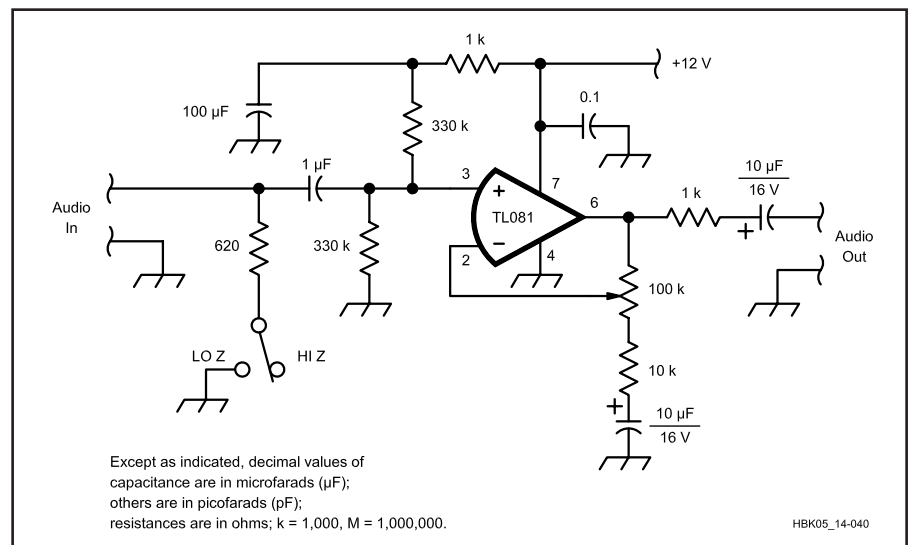 1 k
+12 V
100 µF
330 k
0.1
1 µF
3
+
7
10 µF
16 V
Audio
In
620
330 k
TL081
6
1 k
+
Audio
Out
2
–
4
100 k
LO Z
HI Z
10 k
+
10 µF
16 V
Except as indicated, decimal values of
capacitance are in microfarads (µF);
others are in picofarads (pF);
resistances are in ohms; k = 1,000, M = 1,000,000.
HBK05_14-040